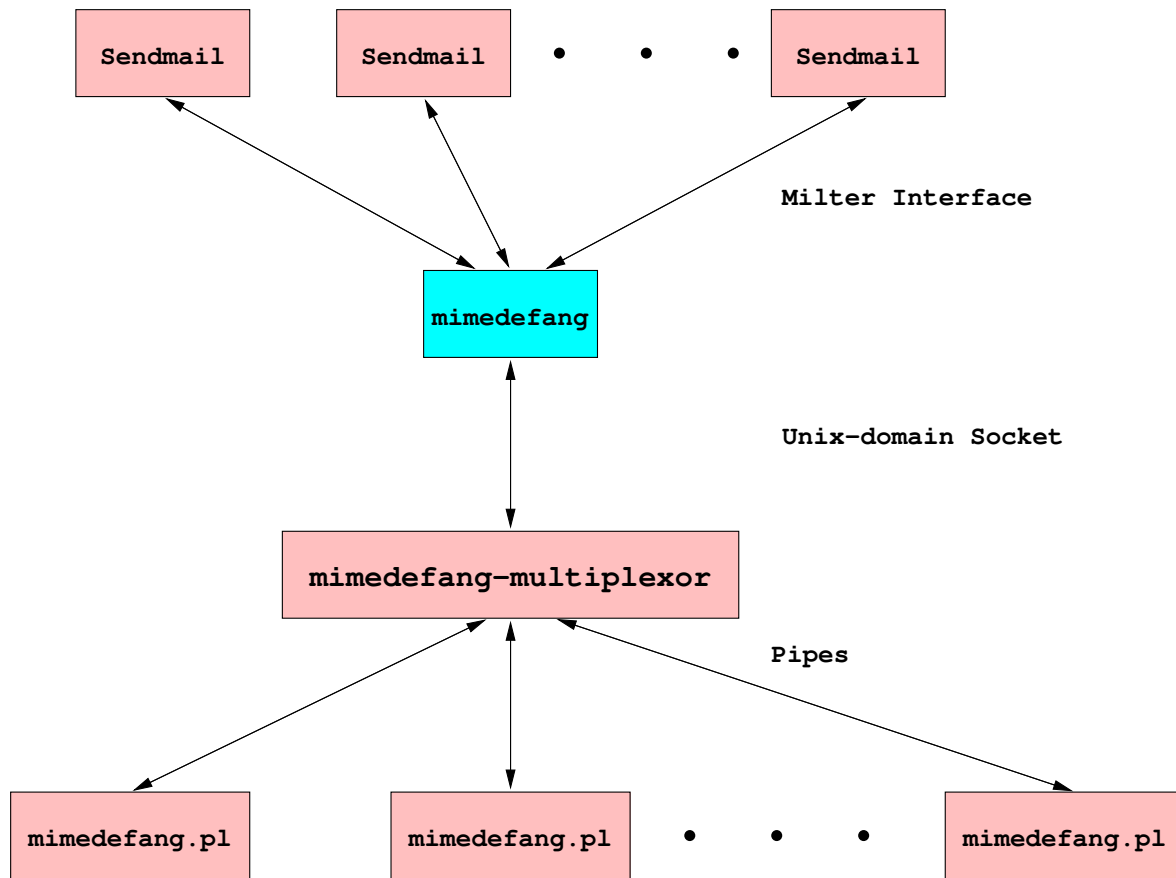 Sendmail
Sendmail
Sendmail
Milter Interface
mimedefang
Unix-domain Socket
mimedefang-multiplexor
Pipes
mimedefang.pl
mimedefang.pl
mimedefang.pl